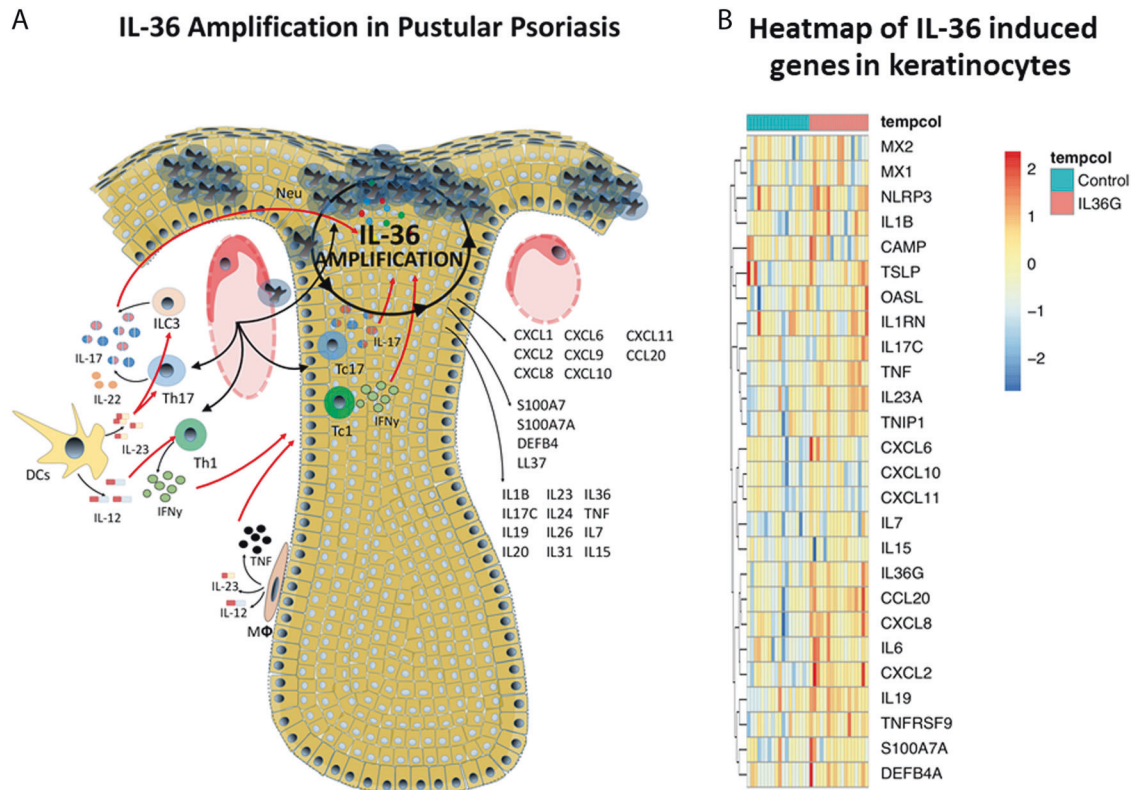 A
IL-36 Amplification in Pustular Psoriasis
Neu
IL-36
AMPLIFICATION
ILC3
IL-17
IL-22
Th17
IL-23
DCs
Th1
IL-12
IFNγ
TNF
IL-23
IL-12
MΦ
IL-17
Tc17
IFNγ
Tc1
CXCL1 CXCL6 CXCL11
CXCL2 CXCL9 CCL20
CXCL8 CXCL10
S100A7
S100A7A
DEFB4
LL37
IL1B IL23 IL36
IL17C IL24 TNF
IL19 IL26 IL7
IL20 IL31 IL15
B
Heatmap of IL-36 induced
genes in keratinocytes
tempcol
MX2
MX1
NLRP3
IL1B
CAMP
TSLP
OASL
IL1RN
IL17C
TNF
IL23A
TNIP1
CXCL6
CXCL10
CXCL11
IL7
IL15
IL36G
CCL20
CXCL8
IL6
CXCL2
IL19
TNFRSF9
S100A7A
DEFB4A
2
1
0
−1
−2
tempcol
Control
IL36G